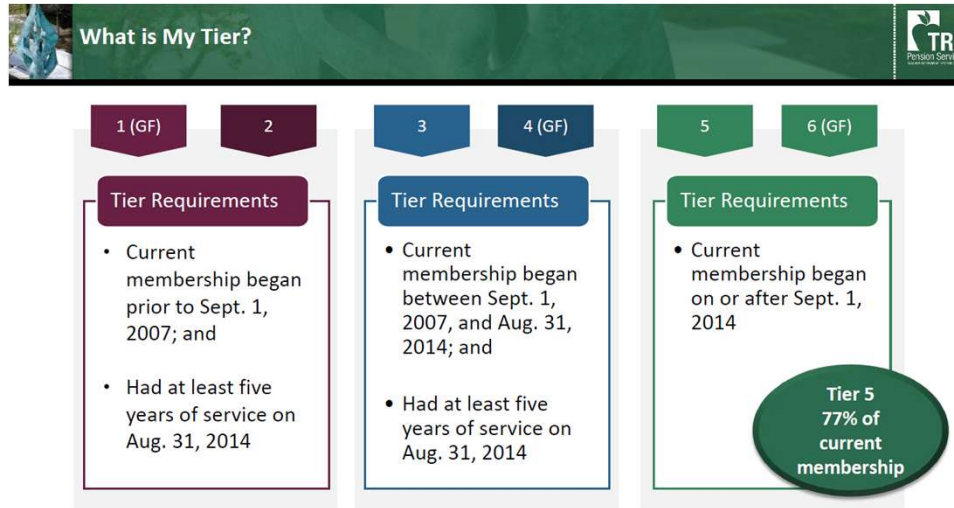 What is My Tier?
TR
Pension Servi
1 (GF)
2
3
4 (GF)
5
6 (GF)
Tier Requirements
• Current
membership began
prior to Sept. 1,
2007; and
• Had at least five
years of service on
Aug. 31, 2014
Tier Requirements
• Current
membership began
between Sept. 1,
2007, and Aug. 31,
2014; and
• Had at least five
years of service on
Aug. 31, 2014
Tier Requirements
• Current
membership began
on or after Sept. 1,
2014
Tier 5
77% of
current
membership